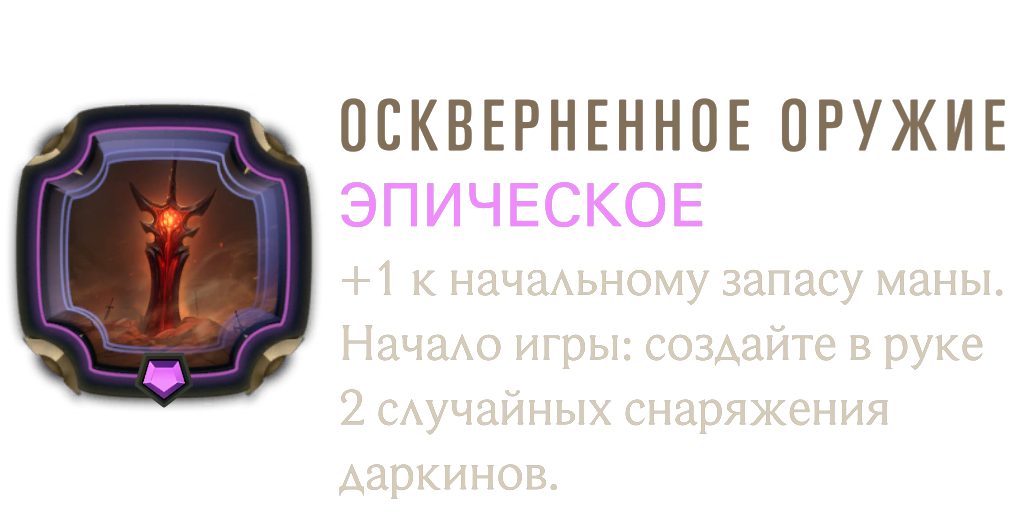 ОСКВЕРНЕННОЕ ОРУЖИЕ
ЭПИЧЕСКОЕ
+1 к начальному запасу маны.
Начало игры: создайте в руке
2 случайных снаряжения
даркинов.